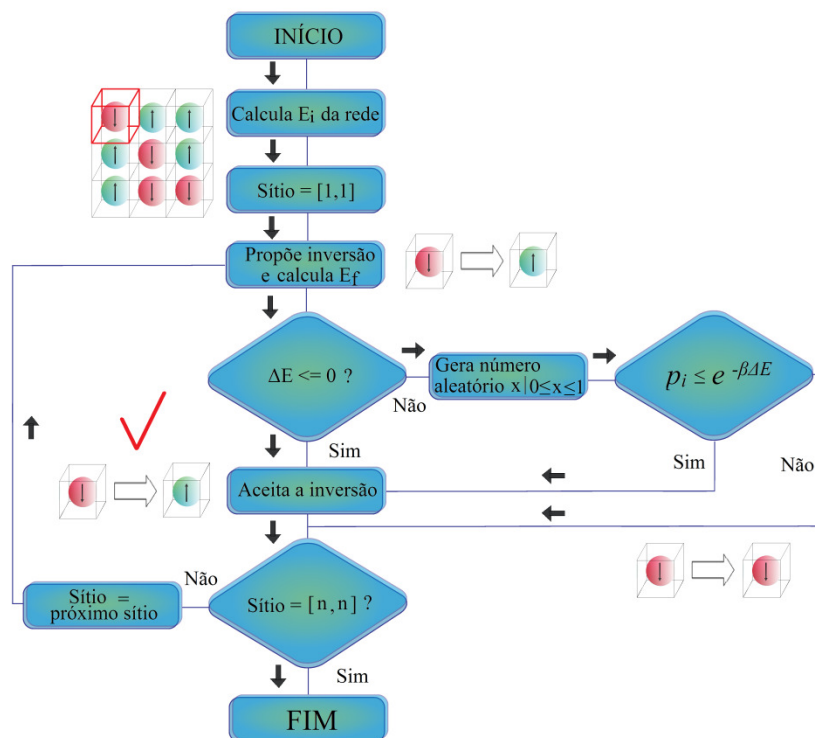 INÍCIO
Calcula Ei da rede
Sítio = [1,1]
Propõe inversão
e calcula Ef
ΔE <= 0 ?
Não
Gera número
aleatório x|0≤x≤1
pi ≤ e -βΔE
Sim
Sim
Não
Aceita a inversão
Sítio = [n,n] ?
Não
Sítio =
próximo sítio
Sim
FIM